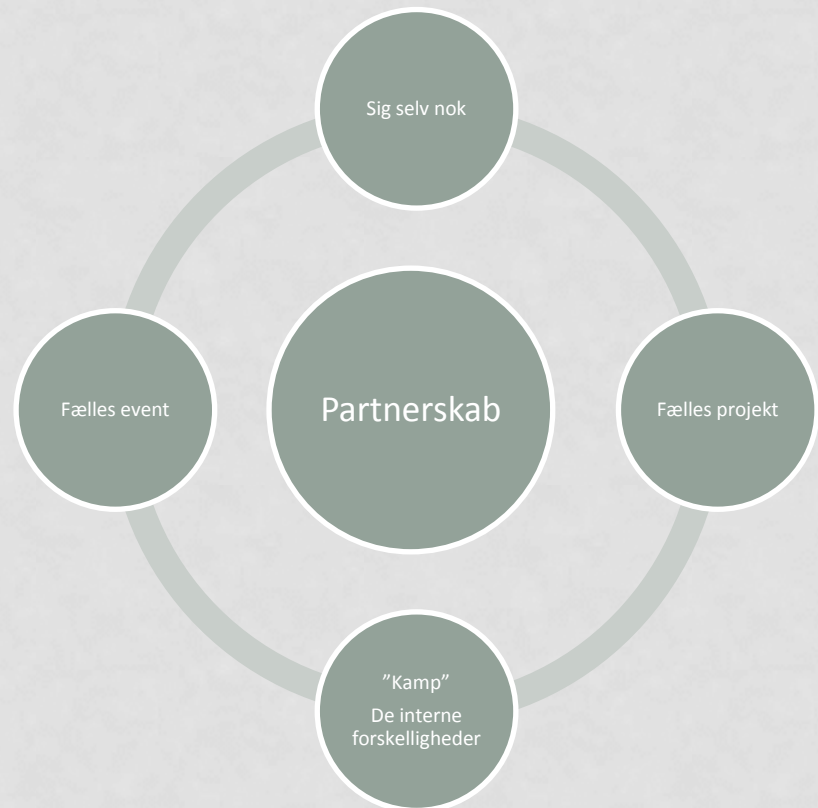 Sig selv nok
Fælles event
Partnerskab
Fælles projekt
”Kamp”
De interne
forskelligheder